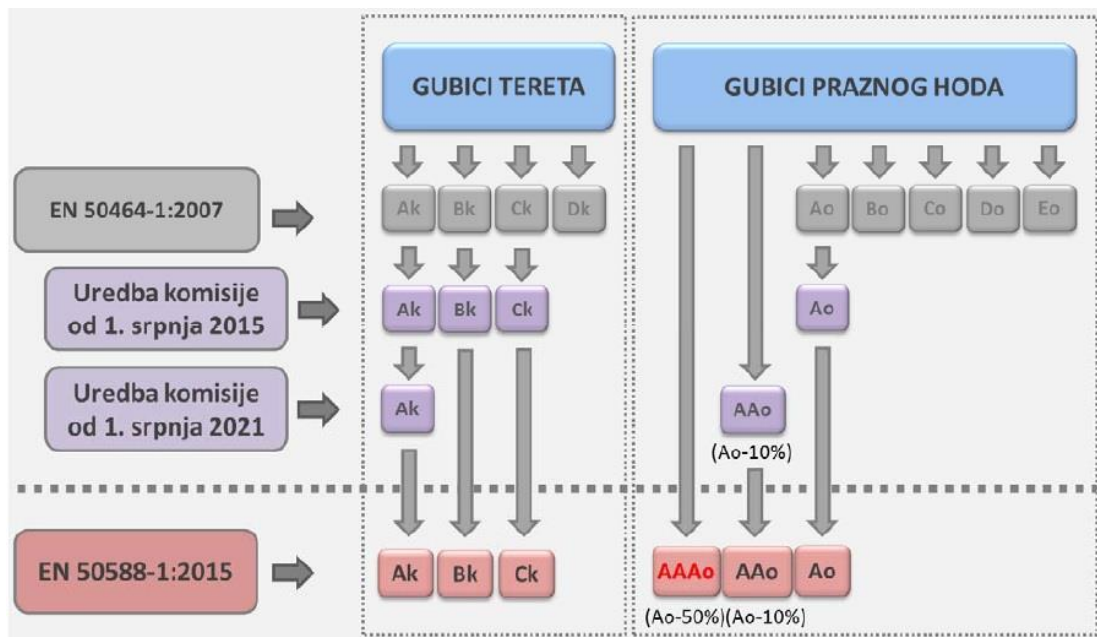 GUBICI TERETA
GUBICI PRAZNOG HODA
EN 50464-1:2007
Ak Bk Ck Dk
Ao Bo Co Do Eo
Uredba komisije
od 1. srpnja 2015
Ak Bk Ck
Ao
Uredba komisije
od 1. srpnja 2021
Ak
AAo
(Ao-10%)
EN 50588-1:2015
Ak Bk Ck
AAAo AAo Ao
(Ao-50%)(Ao-10%)